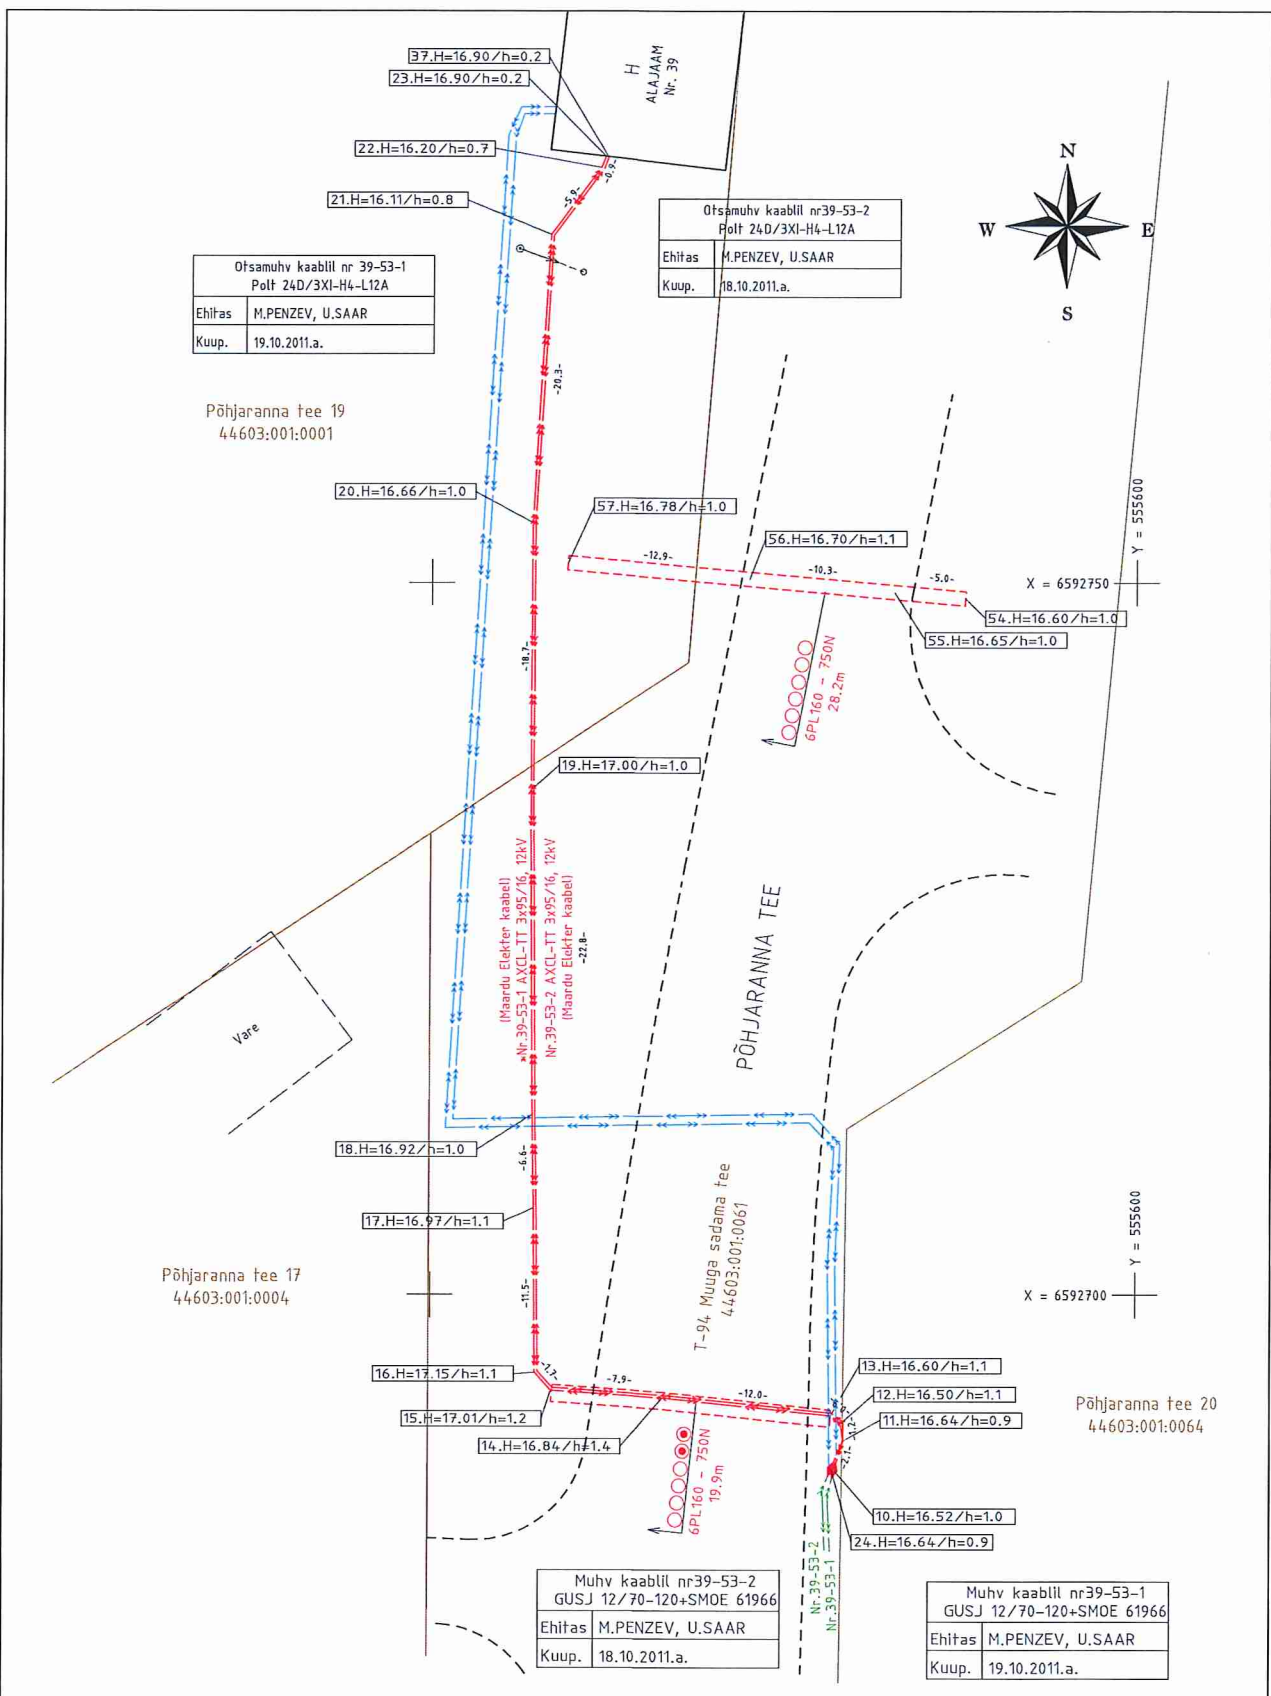 37.H=16.90/h=0.2
23.H=16.90/h=0.2
H
ALAJAAM
Nr. 39
22.H=16.20/h=0.7
-0.9-
-5.9-
21.H=16.11/h=0.8
Otsamuhv kaablil nr39-53-2
Polt 24D/3XI-H4-L12A
Ehitas M.PENZEV, U.SAAR
Kuup. 18.10.2011.a.
N
W E
S
Otsamuhv kaablil nr 39-53-1
Polt 24D/3XI-H4-L12A
Ehitas M.PENZEV, U.SAAR
Kuup. 19.10.2011.a.
-20.3-
Põhjaranna tee 19
44603:001:0001
20.H=16.66/h=1.0
57.H=16.78/h=1.0
56.H=16.70/h=1.1
-12.9-
-10.3-
-5.0-
X = 6592750
Y = 555600
54.H=16.60/h=1.0
55.H=16.65/h=1.0
-18.7-
6PL160 - 750N
28.2m
19.H=17.00/h=1.0
(Maardu Elekter kaabel)
Nr.39-53-1 AXCL-TT 3x95/16, 12kV
Nr.39-53-2 AXCL-TT 3x95/16, 12kV
(Maardu Elekter kaabel)
-22.8-
PÕHJARANNA TEE
Vare
18.H=16.92/h=1.0
-6.6-
17.H=16.97/h=1.1
T-94 Muuga sadama tee
44603:001:0061
Põhjaranna tee 17
44603:001:0004
-11.5-
X = 6592700
Y = 555600
16.H=17.15/h=1.1
-1.7-
-7.9-
-12.0-
13.H=16.60/h=1.1
12.H=16.50/h=1.1
11.H=16.64/h=0.9
Põhjaranna tee 20
44603:001:0064
15.H=17.01/h=1.2
14.H=16.84/h=1.4
-2.1-
6PL160 - 750N
19.9m
10.H=16.52/h=1.0
24.H=16.64/h=0.9
Nr.39-53-2
Nr.39-53-1
Muhv kaablil nr39-53-2
GUSJ 12/70-120+SMOE 61966
Ehitas M.PENZEV, U.SAAR
Kuup. 18.10.2011.a.
Muhv kaablil nr39-53-1
GUSJ 12/70-120+SMOE 61966
Ehitas M.PENZEV, U.SAAR
Kuup. 19.10.2011.a.